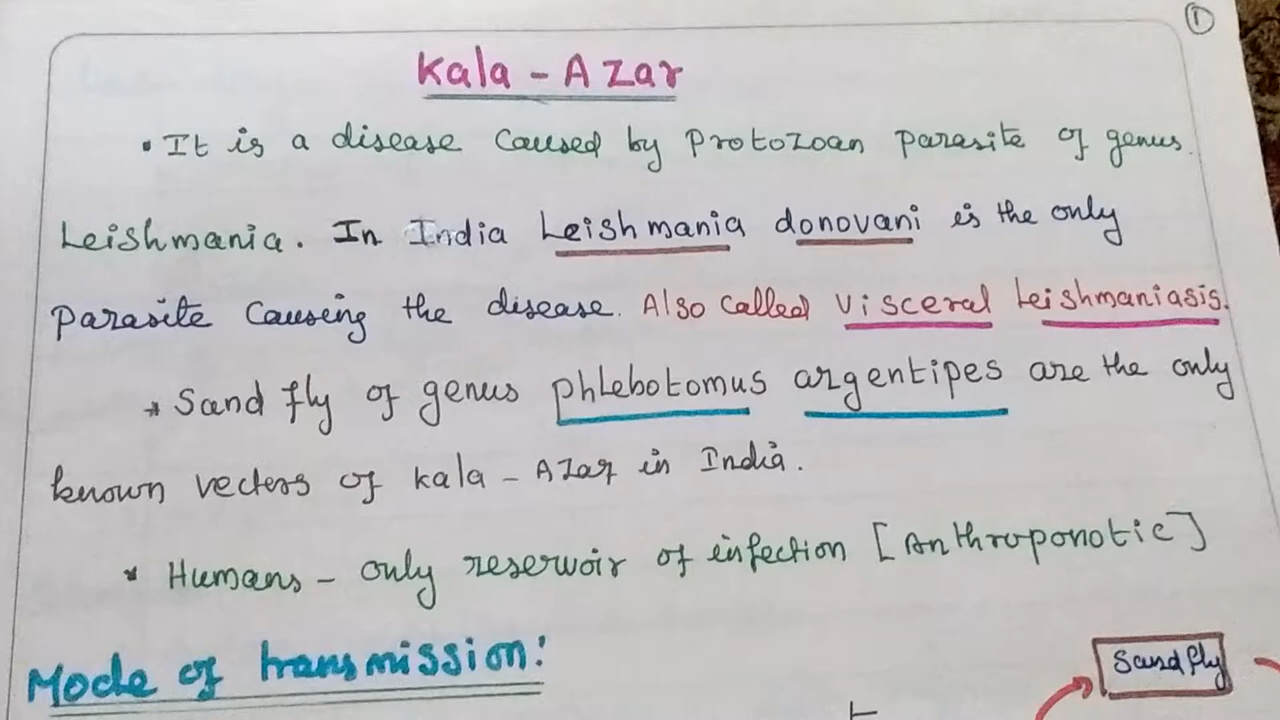 ①
Kala - Azar
• It is a disease caused by Protozoan parasite of genus
Leishmania. In India Leishmania donovani is the only
parasite causing the disease. Also called Visceral Leishmaniasis.
* Sand fly of genus phlebotomus argentipes are the only
known vectors of kala - Azar in India.
* Humans - only reservoir of infection [Anthroponotic]
Mode of transmission:
Sandfly